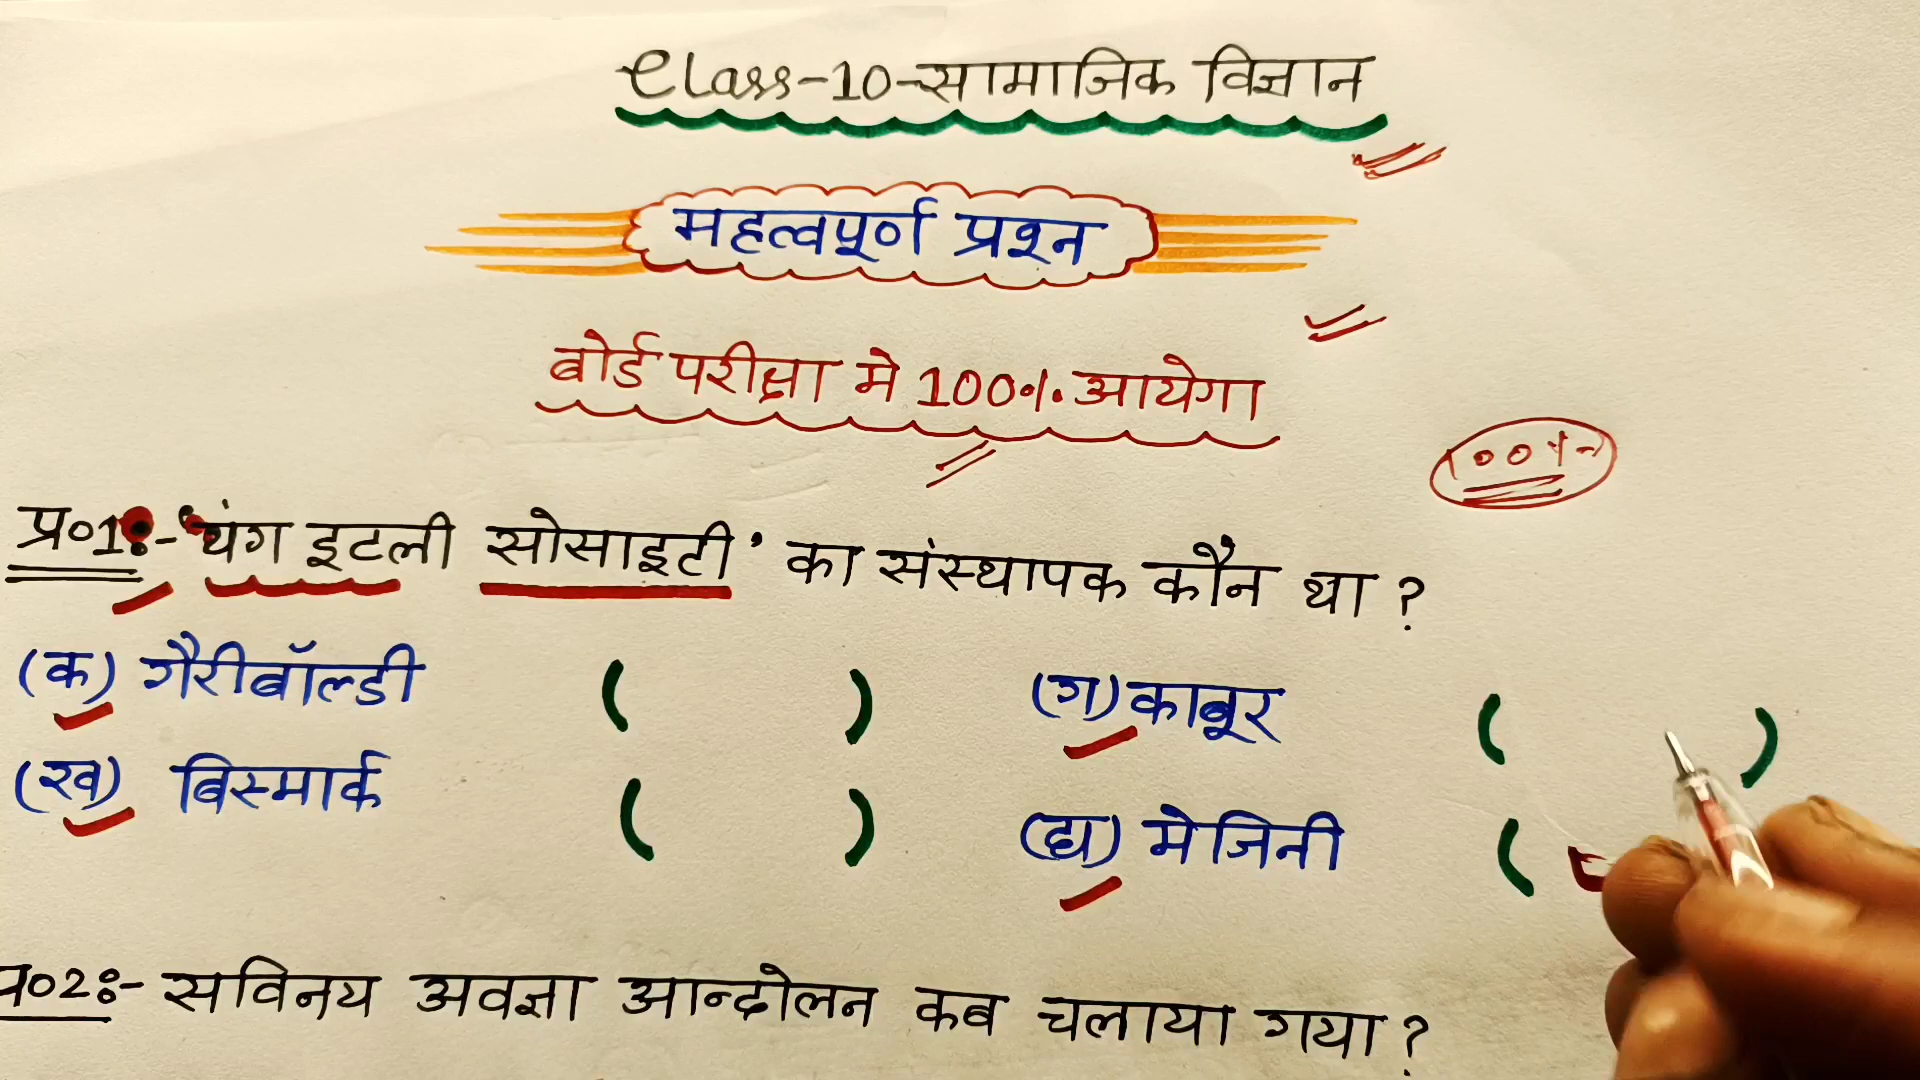 Class-10-सामाजिक विज्ञान
महत्वपूर्ण प्रश्न
बोर्ड परीक्षा मे 100% आयेगा
100%
प्र०1:- 'यंग इटली सोसाइटी' का संस्थापक कौन था ?
(क) गैरीबॉल्डी ( ) (ग) काबूर ( )
(ख) बिस्मार्क ( ) (घ) मेजिनी (
प्र०2:- सविनय अवज्ञा आन्दोलन कब चलाया गया ?